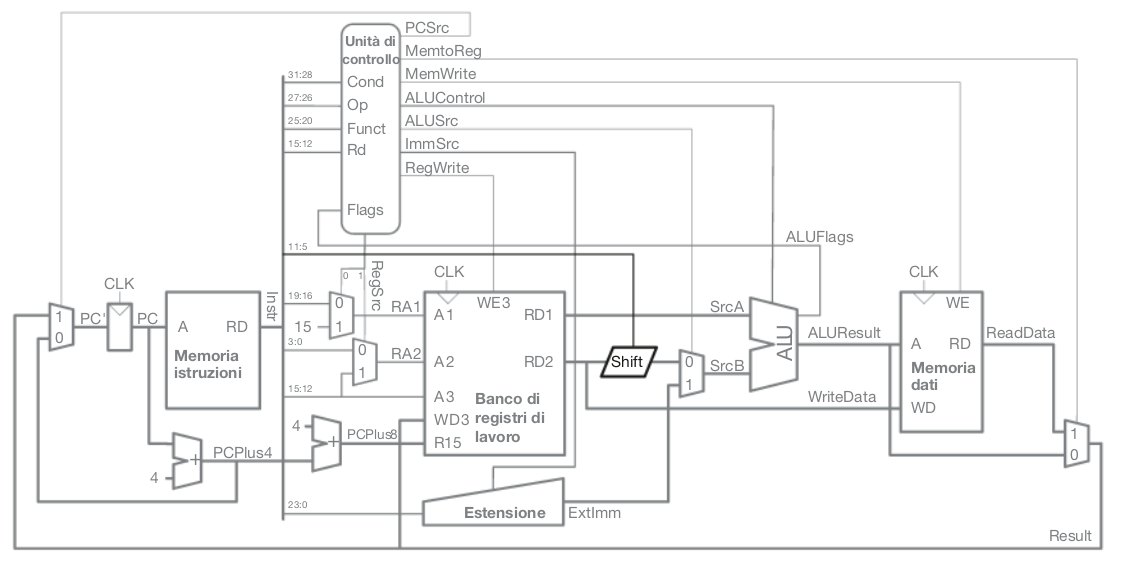 PCSrc
Unità di
controllo
MemtoReg
31:28
Cond
MemWrite
27:26
Op
ALUControl
25:20
Funct
ALUSrc
15:12
Rd
ImmSrc
RegWrite
Flags
ALUFlags
11:5
0 1
RegSrc
CLK
CLK
CLK
Instr
19:16
0
15
1
RA1
A1
WE3
RD1
SrcA
WE
1
0
PC'
PC
A
RD
Memoria
istruzioni
3:0
0
1
RA2
A2
RD2
Shift
0
1
SrcB
ALU
ALUResult
A
RD
ReadData
Memoria
dati
WD
15:12
A3
Banco di
registri di
lavoro
WD3
R15
WriteData
4
+
PCPlus8
1
0
+
4
PCPlus4
23:0
Estensione
ExtImm
Result